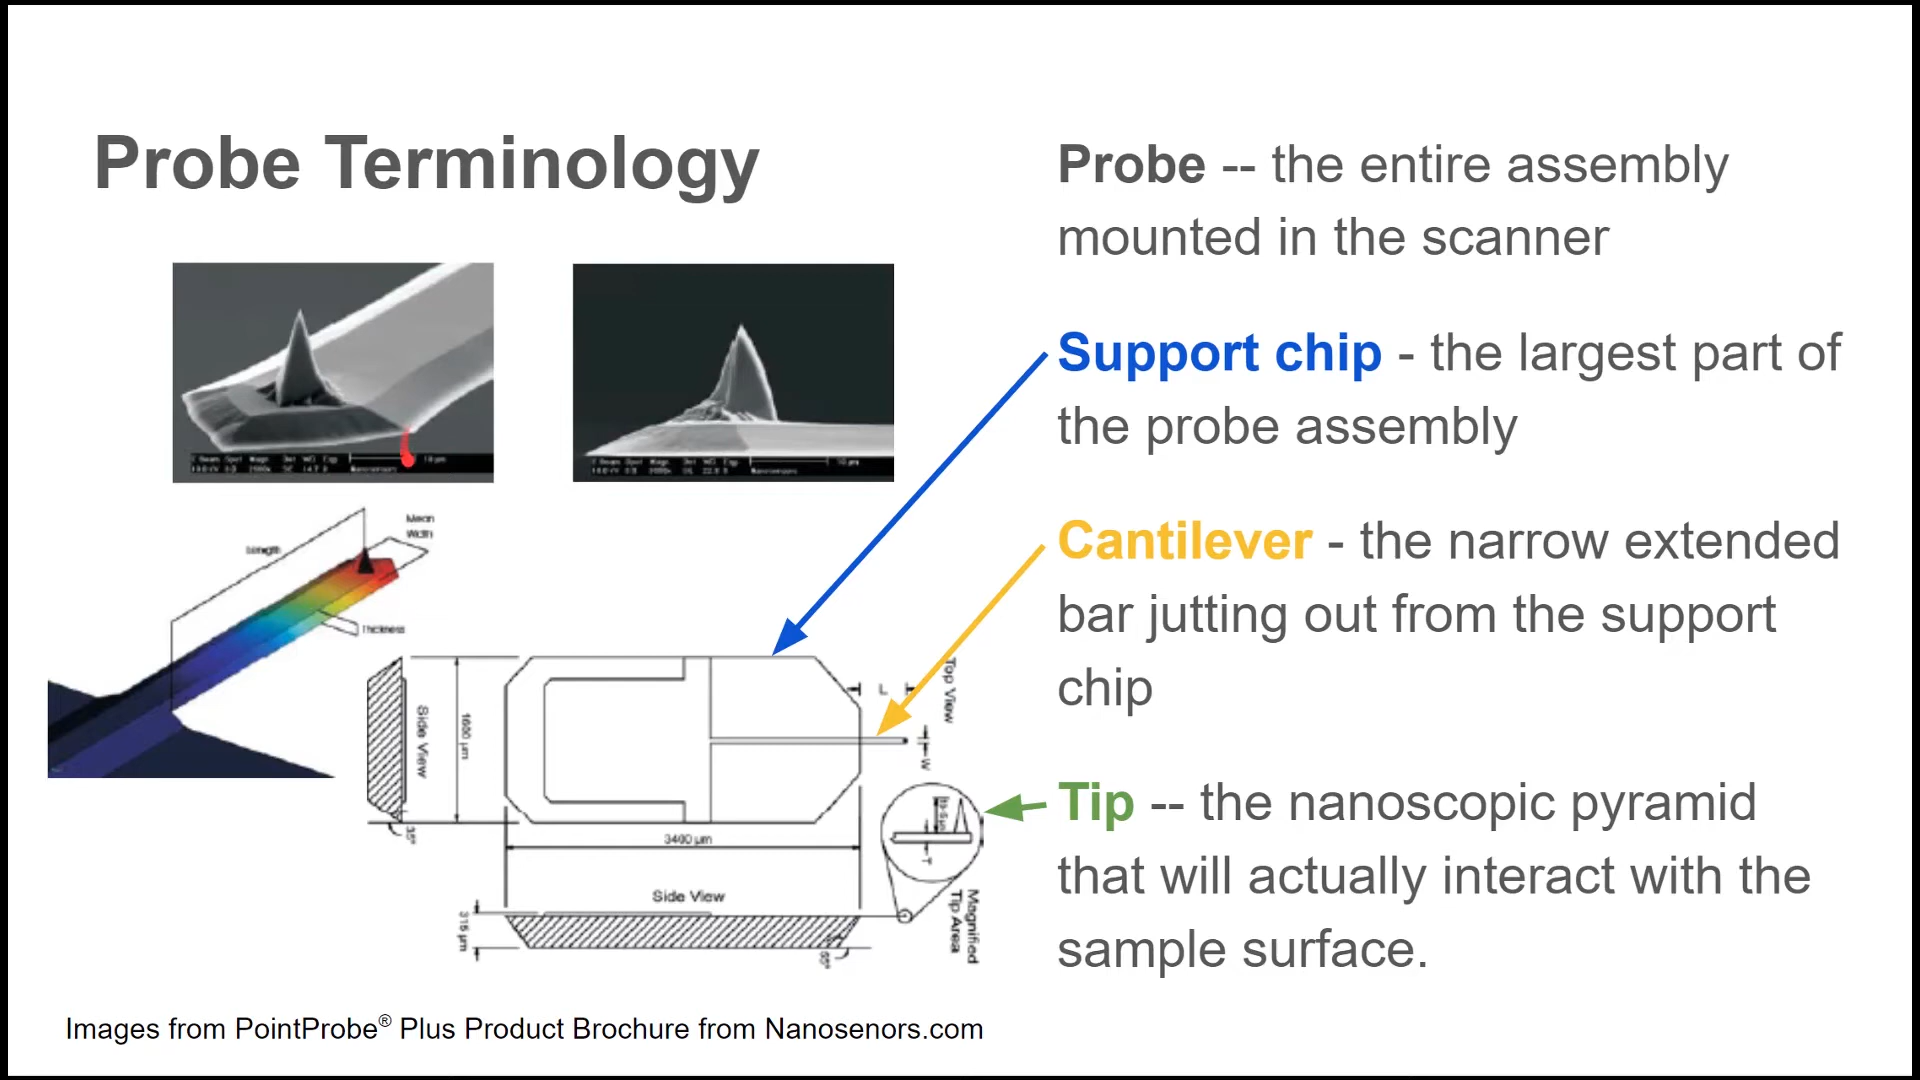 Probe Terminology
Probe -- the entire assembly
mounted in the scanner
Support chip - the largest part of
the probe assembly
Cantilever - the narrow extended
bar jutting out from the support
chip
Tip -- the nanoscopic pyramid
that will actually interact with the
sample surface.
Mean
Width
Length
Thickness
Side View
1600 µm
L
Top View
W
35°
3400 µm
T
Side View
315 µm
55°
Magnified
Tip Area
Images from PointProbe® Plus Product Brochure from Nanosenors.com